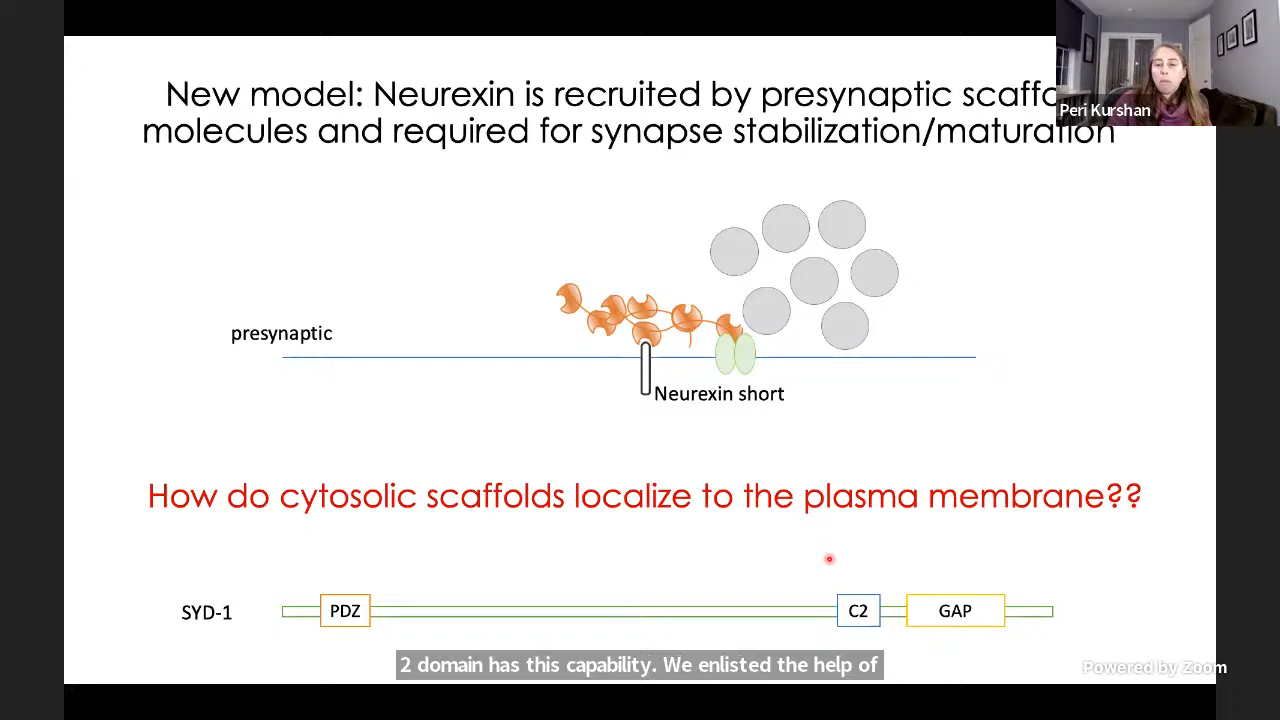 New model: Neurexin is recruited by presynaptic scaffo
molecules and required for synapse stabilization/maturation
Peri Kurshan
presynaptic
Neurexin short
How do cytosolic scaffolds localize to the plasma membrane??
SYD-1
PDZ
C2
GAP
2 domain has this capability. We enlisted the help of
Powered by Zoom